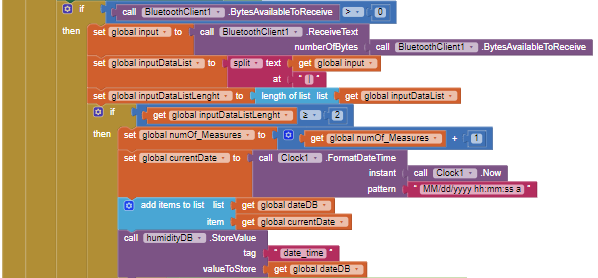 if call BluetoothClient1 .BytesAvailableToReceive > 0
then set global input to call BluetoothClient1 .ReceiveText
numberOfBytes call BluetoothClient1 .BytesAvailableToReceive
set global inputDataList to split text get global input
at " | "
set global inputDataListLenght to length of list list get global inputDataList
if get global inputDataListLenght ≥ 2
then set global numOf_Measures to get global numOf_Measures + 1
set global currentDate to call Clock1 .FormatDateTime
instant call Clock1 .Now
pattern " MM/dd/yyyy hh:mm:ss a "
add items to list list get global dateDB
item get global currentDate
call humidityDB .StoreValue
tag " date_time "
valueToStore get global dateDB